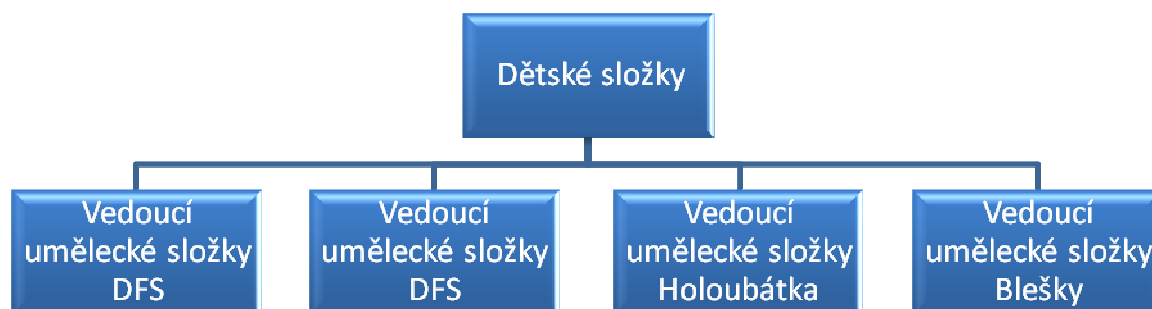 Dětské složky
Vedoucí
umělecké složky
DFS
Vedoucí
umělecké složky
DFS
Vedoucí
umělecké složky
Holoubátka
Vedoucí
umělecké složky
Blešky